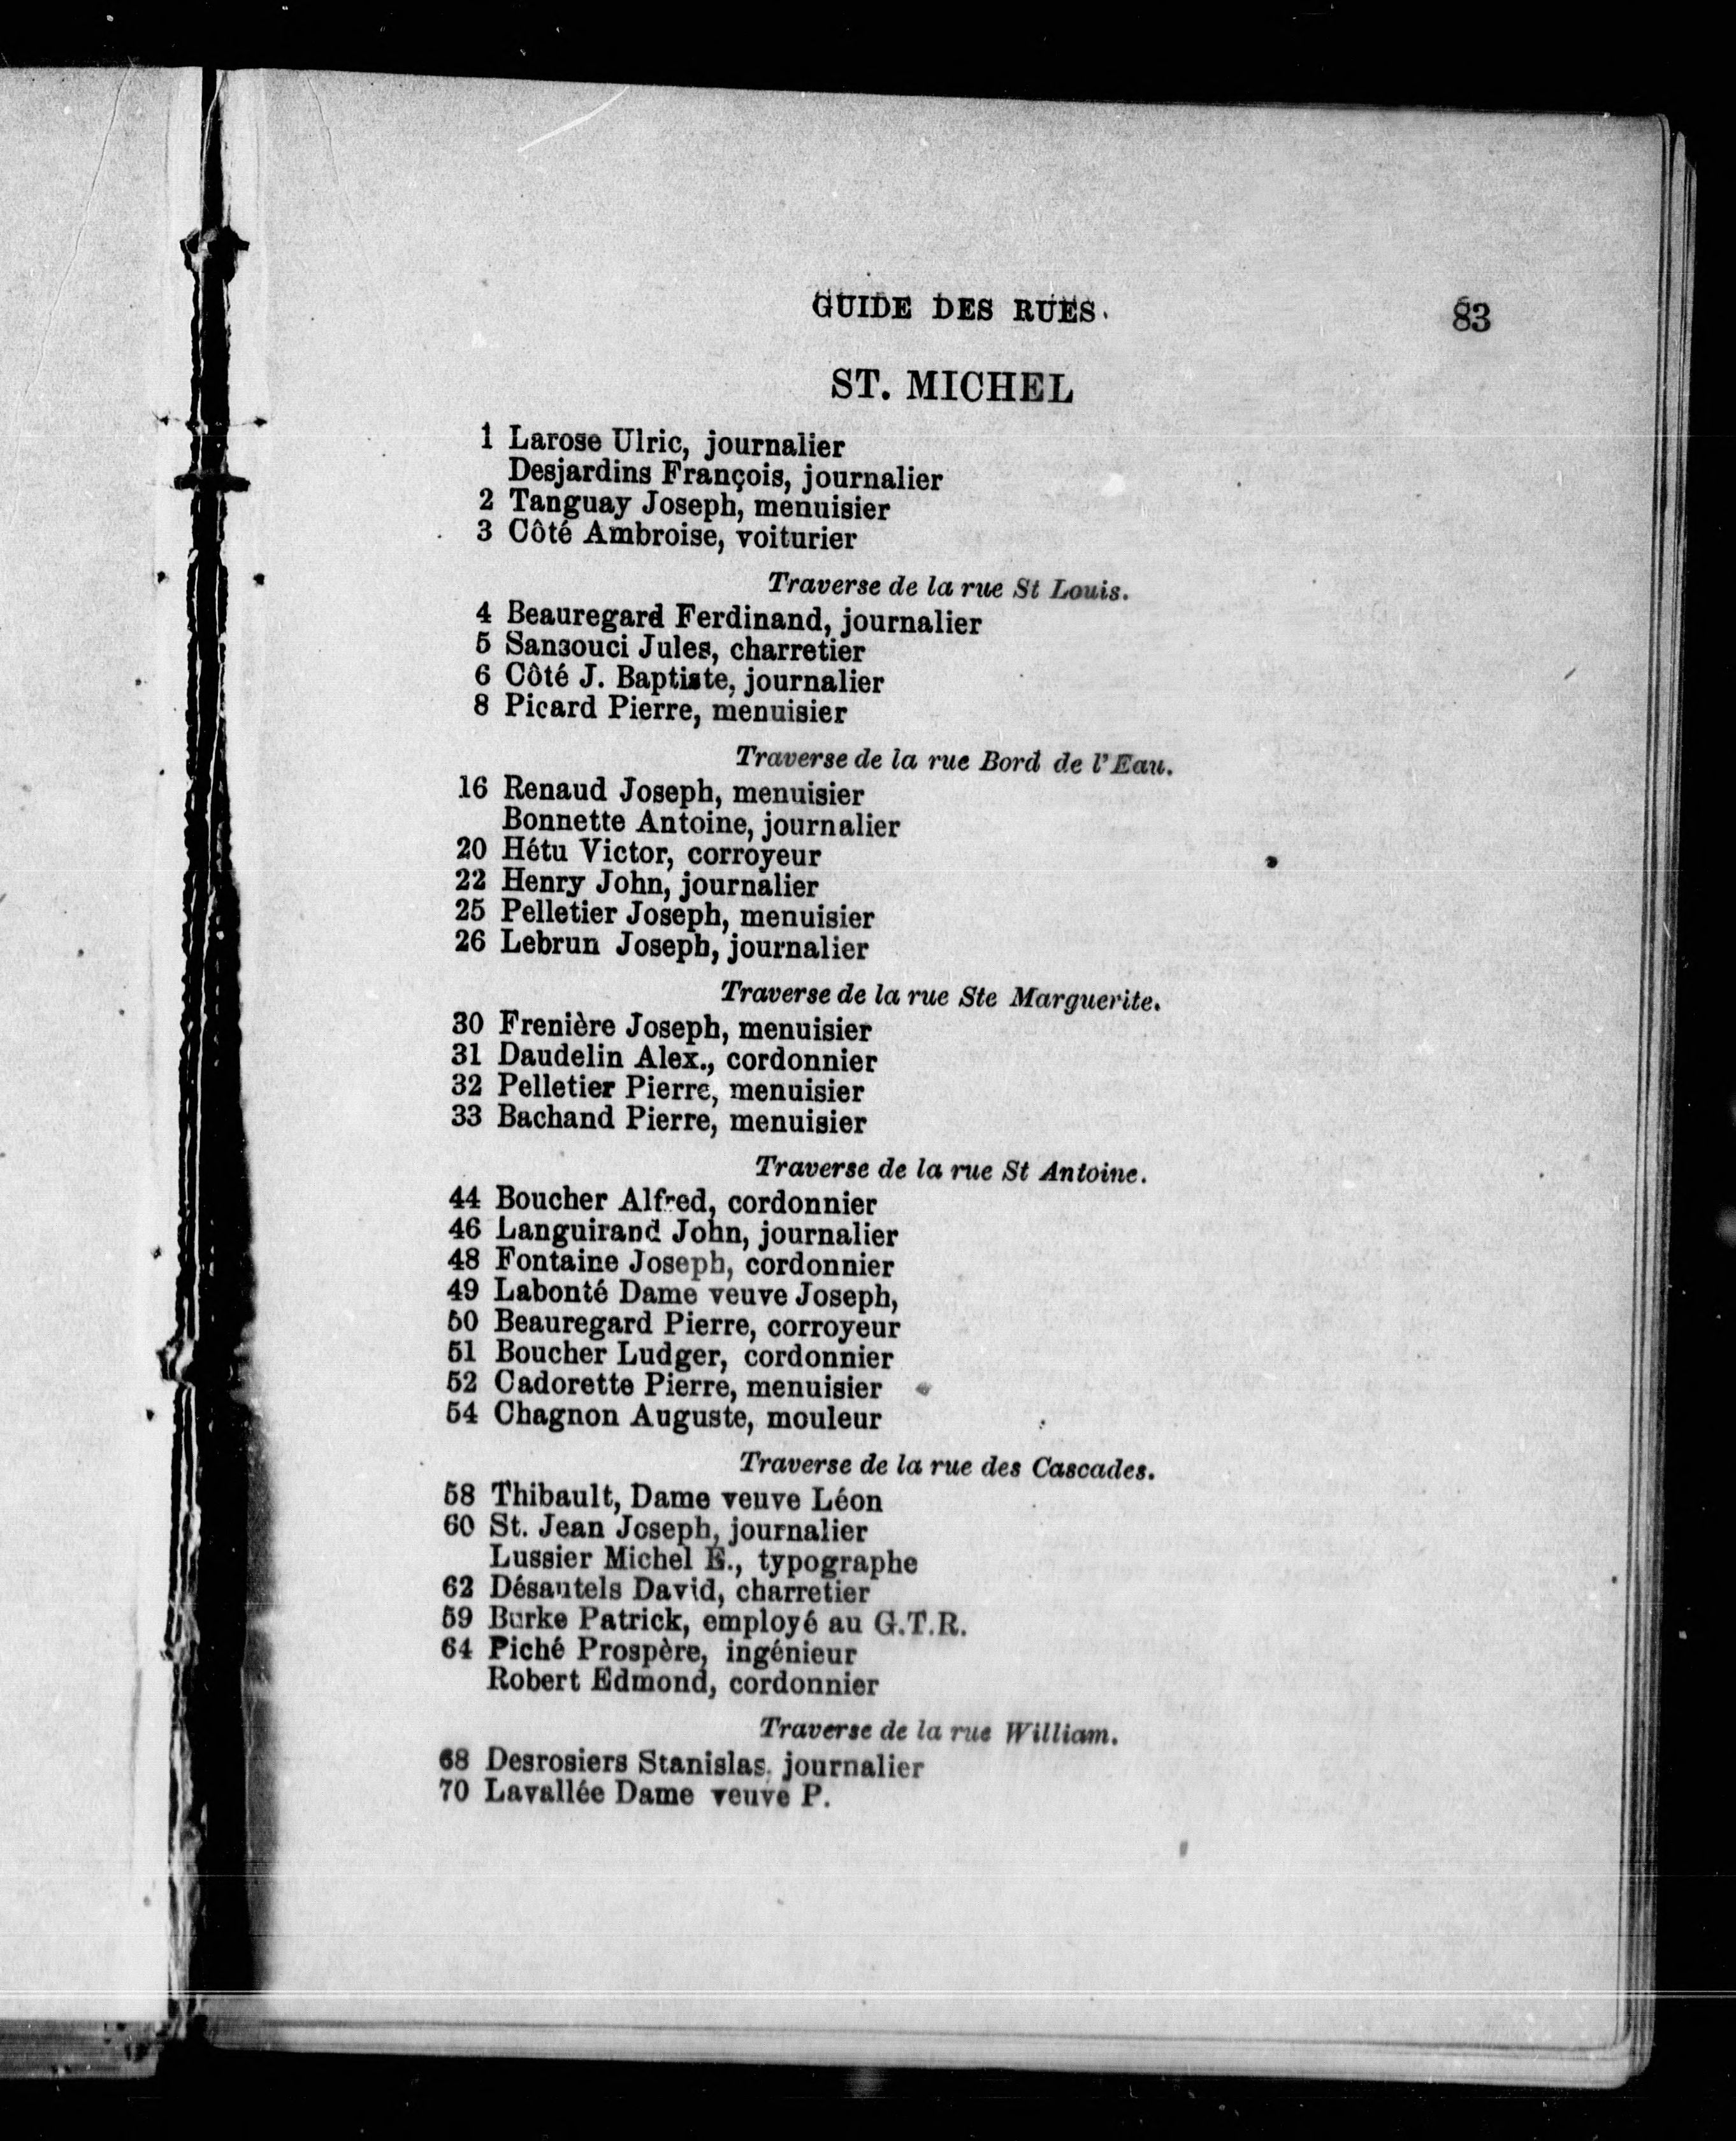 GUIDE DES RUES.
83
ST. MICHEL
1 Larose Ulric, journalier
Desjardins François, journalier
2 Tanguay Joseph, menuisier
3 Côté Ambroise, voiturier
Traverse de la rue St Louis.
4 Beauregard Ferdinand, journalier
5 Sansouci Jules, charretier
6 Côté J. Baptiste, journalier
8 Picard Pierre, menuisier
Traverse de la rue Bord de l'Eau.
16 Renaud Joseph, menuisier
Bonnette Antoine, journalier
20 Hétu Victor, corroyeur
22 Henry John, journalier
25 Pelletier Joseph, menuisier
26 Lebrun Joseph, journalier
Traverse de la rue Ste Marguerite.
30 Frenière Joseph, menuisier
31 Daudelin Alex., cordonnier
32 Pelletier Pierre, menuisier
33 Bachand Pierre, menuisier
Traverse de la rue St Antoine.
44 Boucher Alfred, cordonnier
46 Languirand John, journalier
48 Fontaine Joseph, cordonnier
49 Labonté Dame veuve Joseph,
50 Beauregard Pierre, corroyeur
51 Boucher Ludger, cordonnier
52 Cadorette Pierre, menuisier
54 Chagnon Auguste, mouleur
Traverse de la rue des Cascades.
58 Thibault, Dame veuve Léon
60 St. Jean Joseph, journalier
Lussier Michel E., typographe
62 Désautels David, charretier
59 Burke Patrick, employé au G.T.R.
64 Piché Prospère, ingénieur
Robert Edmond, cordonnier
Traverse de la rue William.
68 Desrosiers Stanislas, journalier
70 Lavallée Dame veuve P.